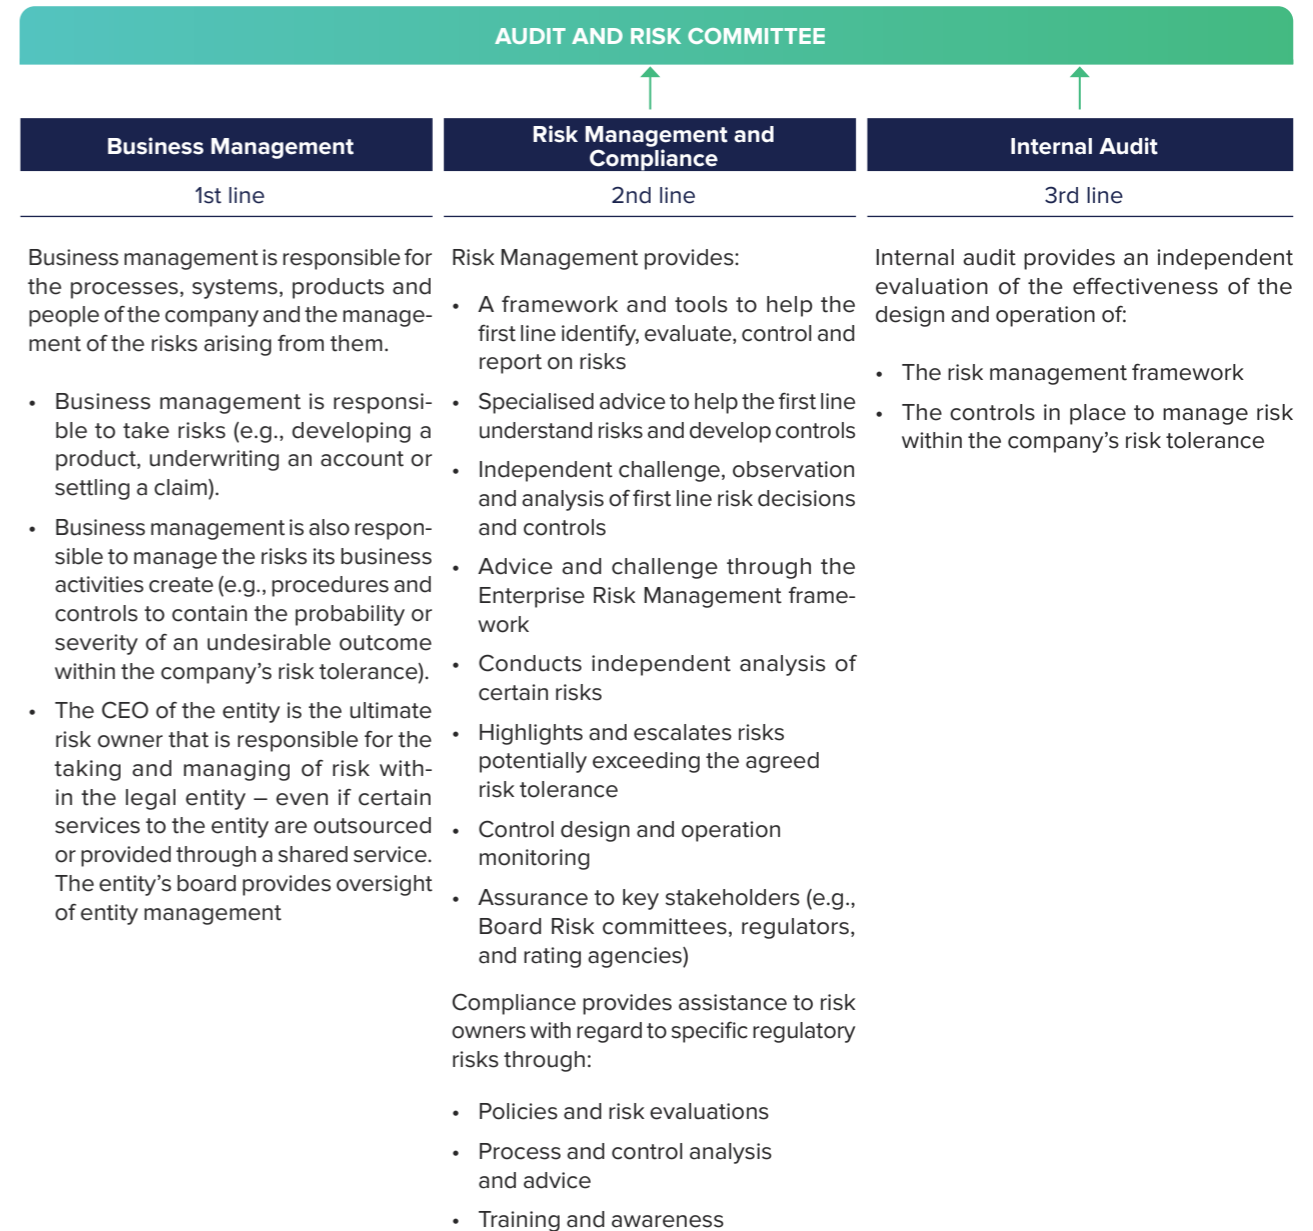 AUDIT AND RISK COMMITTEE
Business Management
1st line
Business management is responsible for
the processes, systems, products and
people of the company and the manage-
ment of the risks arising from them.
• Business management is responsi-
ble to take risks (e.g., developing a
product, underwriting an account or
settling a claim).
• Business management is also respon-
sible to manage the risks its business
activities create (e.g., procedures and
controls to contain the probability or
severity of an undesirable outcome
within the company’s risk tolerance).
• The CEO of the entity is the ultimate
risk owner that is responsible for the
taking and managing of risk with-
in the legal entity – even if certain
services to the entity are outsourced
or provided through a shared service.
The entity’s board provides oversight
of entity management
Risk Management and
Compliance
2nd line
Risk Management provides:
• A framework and tools to help the
first line identify, evaluate, control and
report on risks
• Specialised advice to help the first line
understand risks and develop controls
• Independent challenge, observation
and analysis of first line risk decisions
and controls
• Advice and challenge through the
Enterprise Risk Management frame-
work
• Conducts independent analysis of
certain risks
• Highlights and escalates risks
potentially exceeding the agreed
risk tolerance
• Control design and operation
monitoring
• Assurance to key stakeholders (e.g.,
Board Risk committees, regulators,
and rating agencies)
Compliance provides assistance to risk
owners with regard to specific regulatory
risks through:
• Policies and risk evaluations
• Process and control analysis
and advice
• Training and awareness
Internal Audit
3rd line
Internal audit provides an independent
evaluation of the effectiveness of the
design and operation of:
• The risk management framework
• The controls in place to manage risk
within the company’s risk tolerance